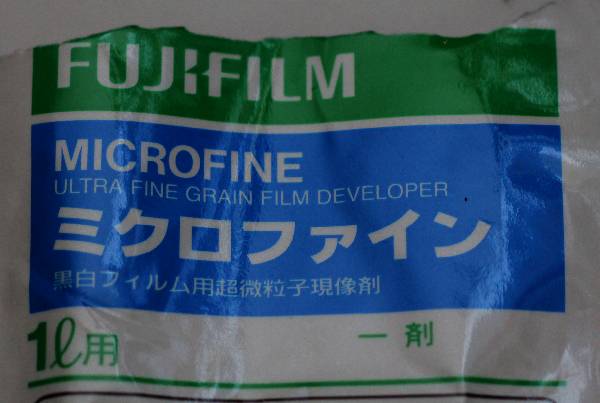 FUJIFILM
MICROFINE
ULTRA FINE GRAIN FILM DEVELOPER
ミクロファイン
黒白フィルム用超微粒子現像剤
1ℓ用 一剤